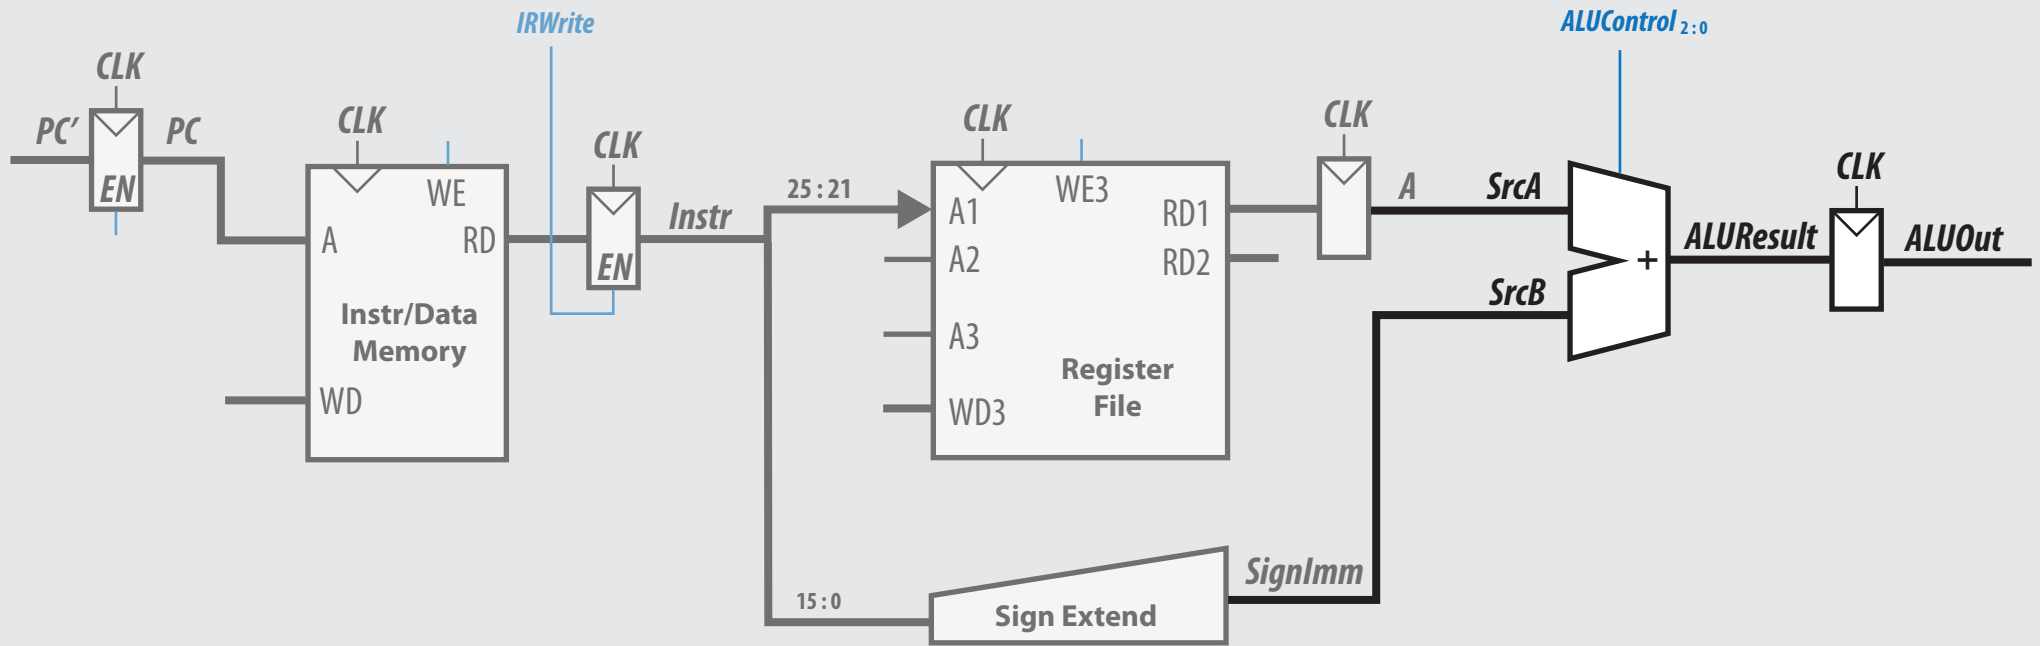 IRWrite
ALUControl 2:0
CLK
PC′
PC
EN
CLK
WE
A
RD
Instr/Data
Memory
WD
CLK
EN
Instr
25:21
15:0
CLK
WE3
A1
RD1
A2
RD2
A3
Register
File
WD3
Sign Extend
SignImm
CLK
A
SrcA
SrcB
+
ALUResult
CLK
ALUOut